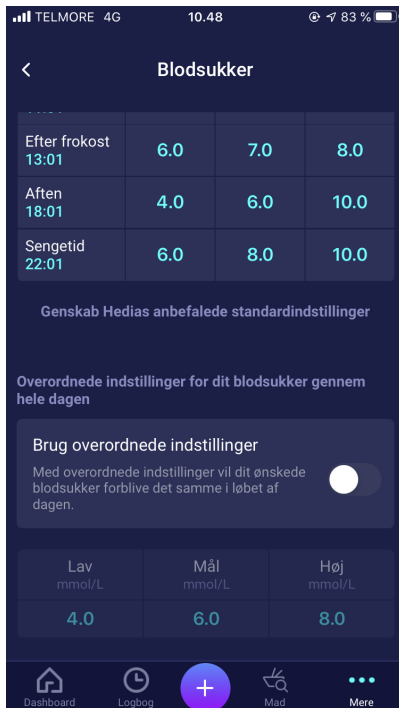 TELMORE 4G 10.48 83 %
Blodsukker
Efter frokost
13:01
6.0 7.0 8.0
Aften
18:01
4.0 6.0 10.0
Sengetid
22:01
6.0 8.0 10.0
Genskab Hedias anbefalede standardindstillinger
Overordnede indstillinger for dit blodsukker gennem
hele dagen
Brug overordnede indstillinger
Med overordnede indstillinger vil dit ønskede
blodsukker forblive det samme i løbet af
dagen.
Lav Mål Høj
mmol/L mmol/L mmol/L
4.0 6.0 8.0
Dashboard Logbog Mad Mere